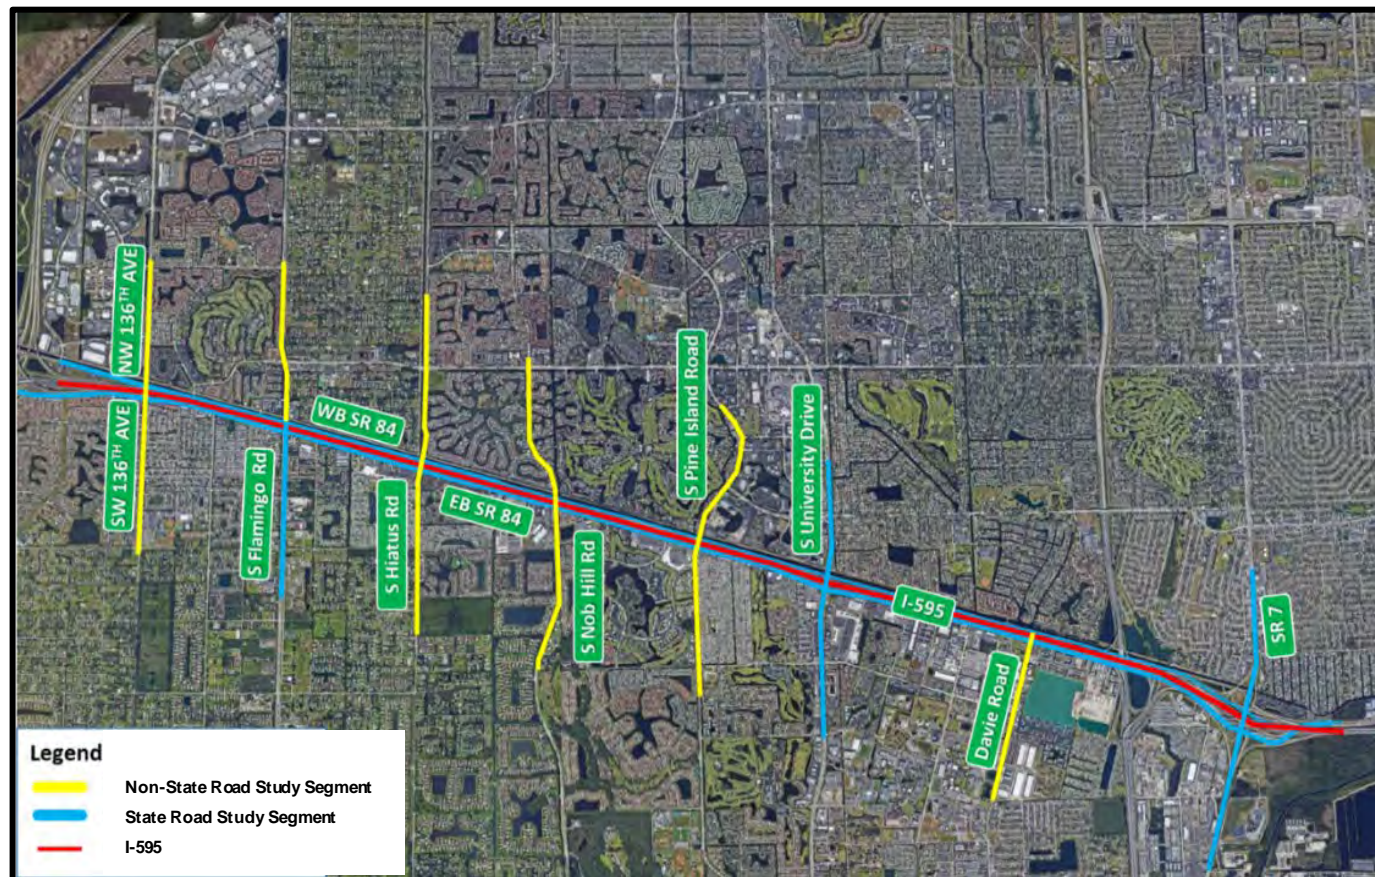 NW 136TH AVE
SW 136TH AVE
S Flamingo Rd
WB SR 84
S Hiatus Rd
EB SR 84
S Nob Hill Rd
S Pine Island Road
S University Drive
I-595
Davie Road
SR 7
Legend
Non-State Road Study Segment
State Road Study Segment
I-595